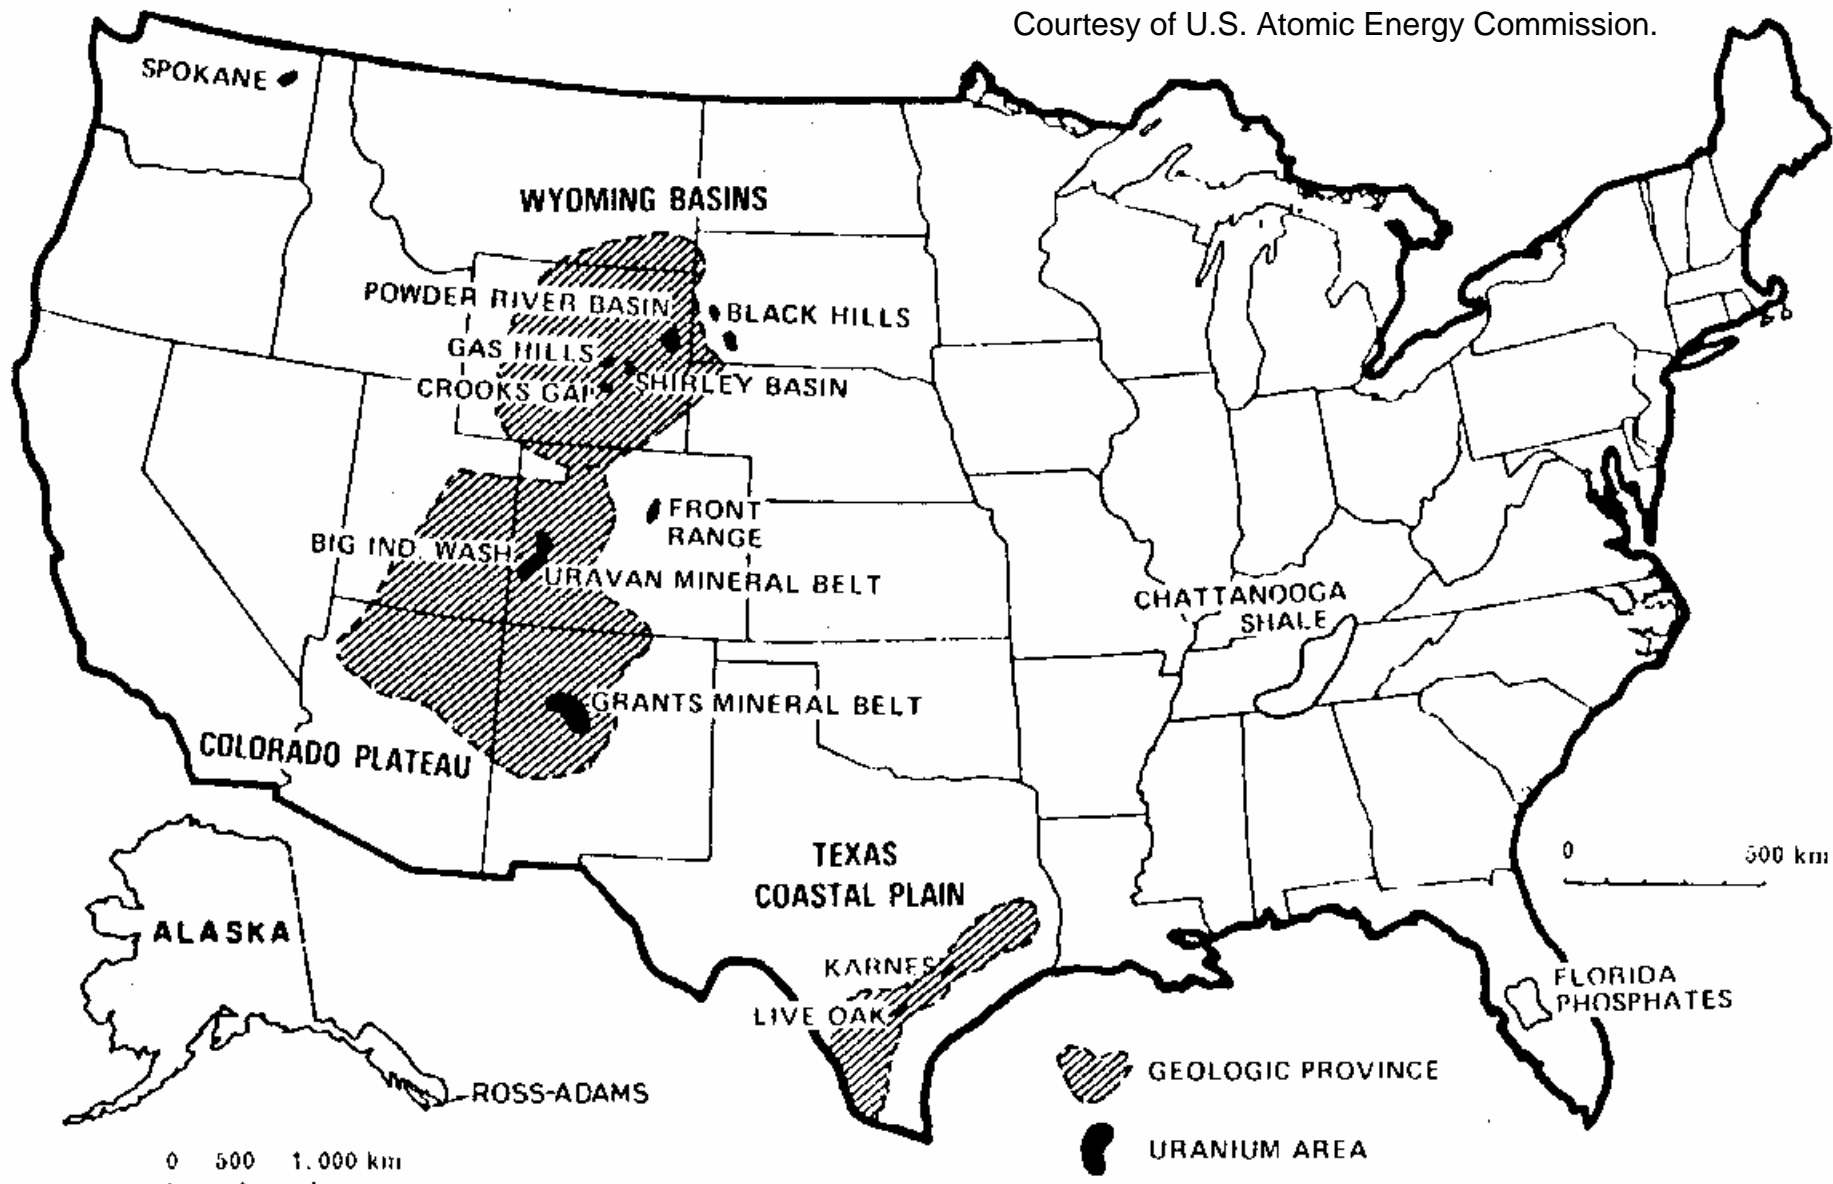 Courtesy of U.S. Atomic Energy Commission.
SPOKANE
WYOMING BASINS
POWDER RIVER BASIN
BLACK HILLS
GAS HILLS
CROOKS GAP
SHIRLEY BASIN
FRONT
RANGE
BIG IND. WASH
URAVAN MINERAL BELT
CHATTANOOGA
SHALE
GRANTS MINERAL BELT
COLORADO PLATEAU
TEXAS
COASTAL PLAIN
0 500 km
ALASKA
KARNES
LIVE OAK
FLORIDA
PHOSPHATES
GEOLOGIC PROVINCE
ROSS-ADAMS
URANIUM AREA
0 500 1.000 km